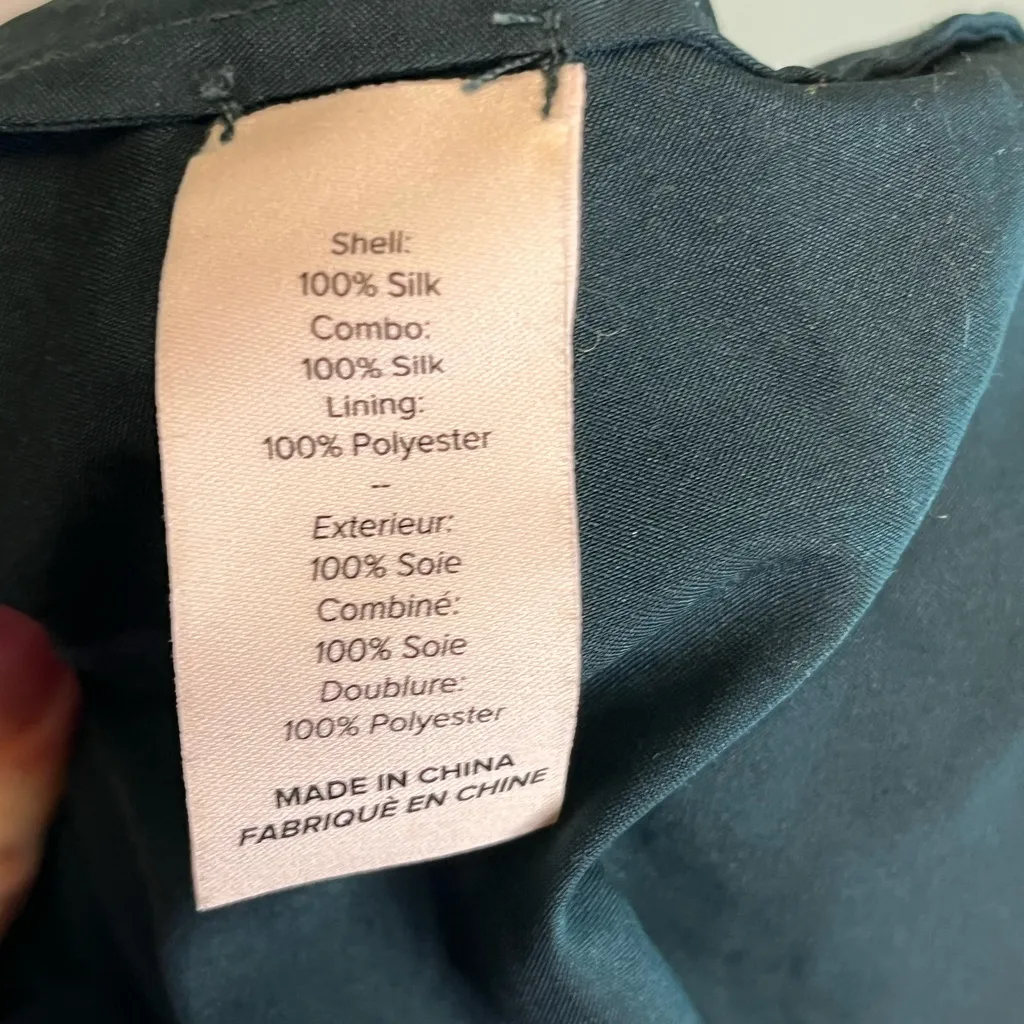 Shell:
100% Silk
Combo:
100% Silk
Lining:
100% Polyester
--
Exterieur:
100% Soie
Combiné:
100% Soie
Doublure:
100% Polyester
MADE IN CHINA
FABRIQUÈ EN CHINE